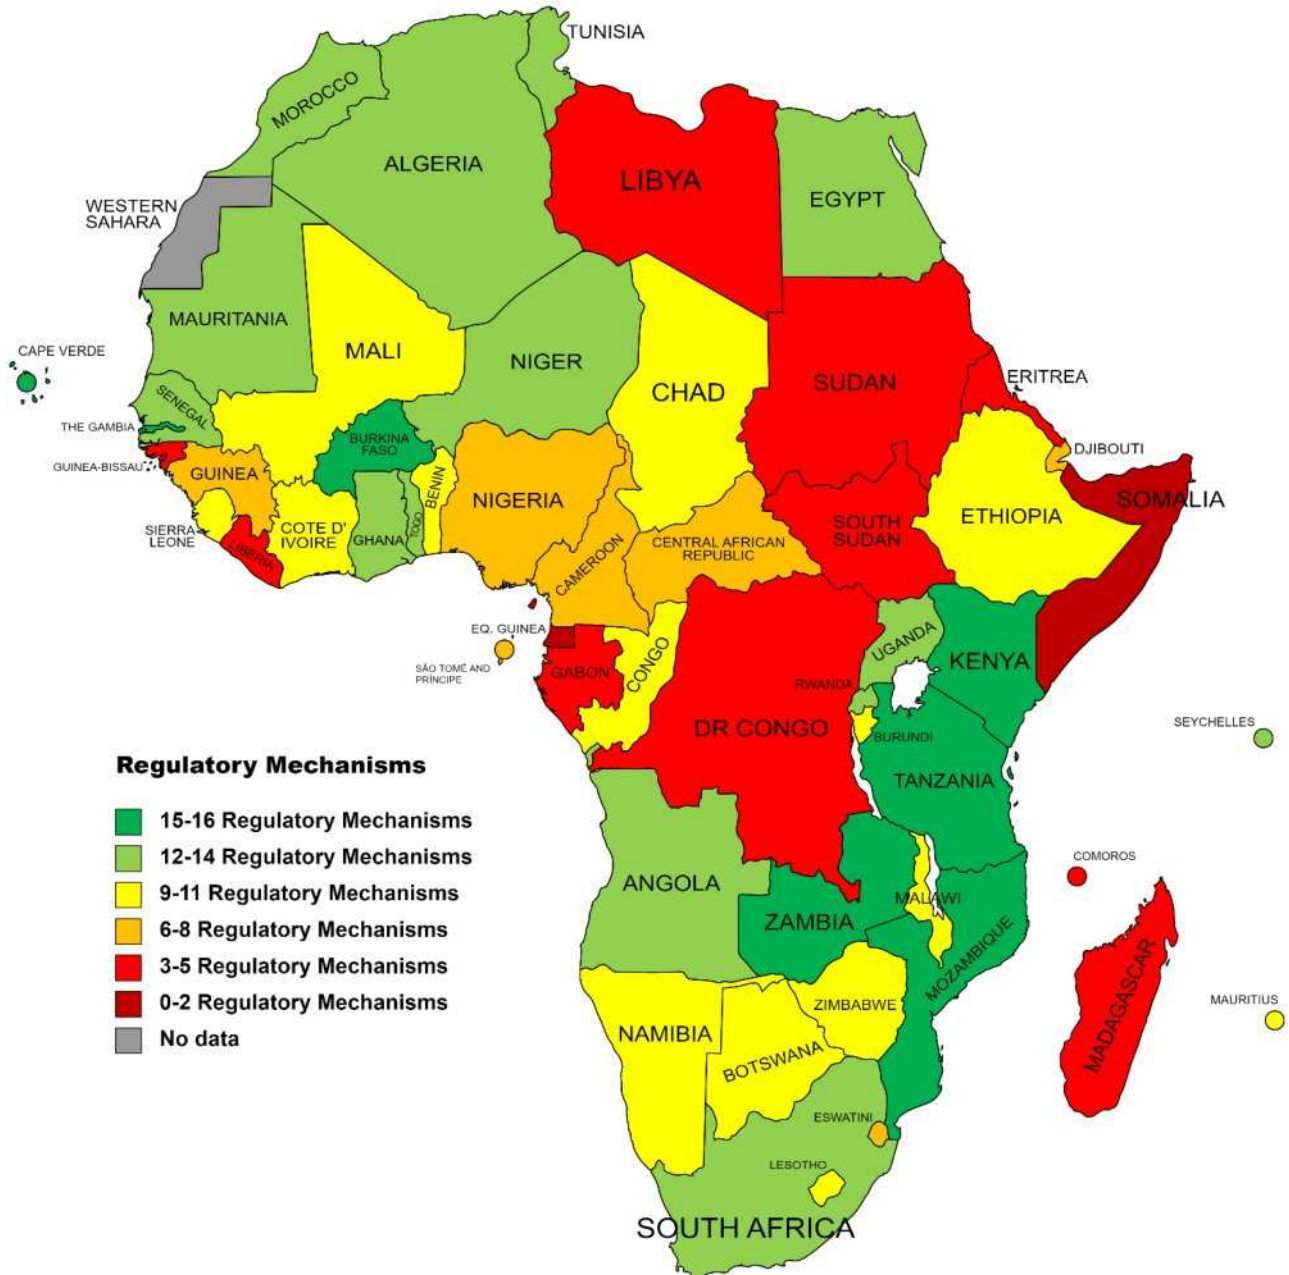 TUNISIA
MOROCCO
ALGERIA
LIBYA
EGYPT
WESTERN
SAHARA
MAURITANIA
MALI
NIGER
CHAD
SUDAN
ERITREA
CAPE VERDE
SENEGAL
THE GAMBIA
GUINEA-BISSAU
GUINEA
SIERRA
LEONE
LIBERIA
COTE D'
IVOIRE
BURKINA
FASO
GHANA
TOGO
BENIN
NIGERIA
CAMEROON
CENTRAL AFRICAN
REPUBLIC
SOUTH
SUDAN
ETHIOPIA
DJIBOUTI
SOMALIA
EQ. GUINEA
SÃO TOMÉ AND
PRÍNCIPE
GABON
CONGO
DR CONGO
UGANDA
KENYA
RWANDA
BURUNDI
TANZANIA
SEYCHELLES
COMOROS
ANGOLA
ZAMBIA
MALAWI
MOZAMBIQUE
MADAGASCAR
MAURITIUS
ZIMBABWE
NAMIBIA
BOTSWANA
ESWATINI
LESOTHO
SOUTH AFRICA
Regulatory Mechanisms
15-16 Regulatory Mechanisms
12-14 Regulatory Mechanisms
9-11 Regulatory Mechanisms
6-8 Regulatory Mechanisms
3-5 Regulatory Mechanisms
0-2 Regulatory Mechanisms
No data